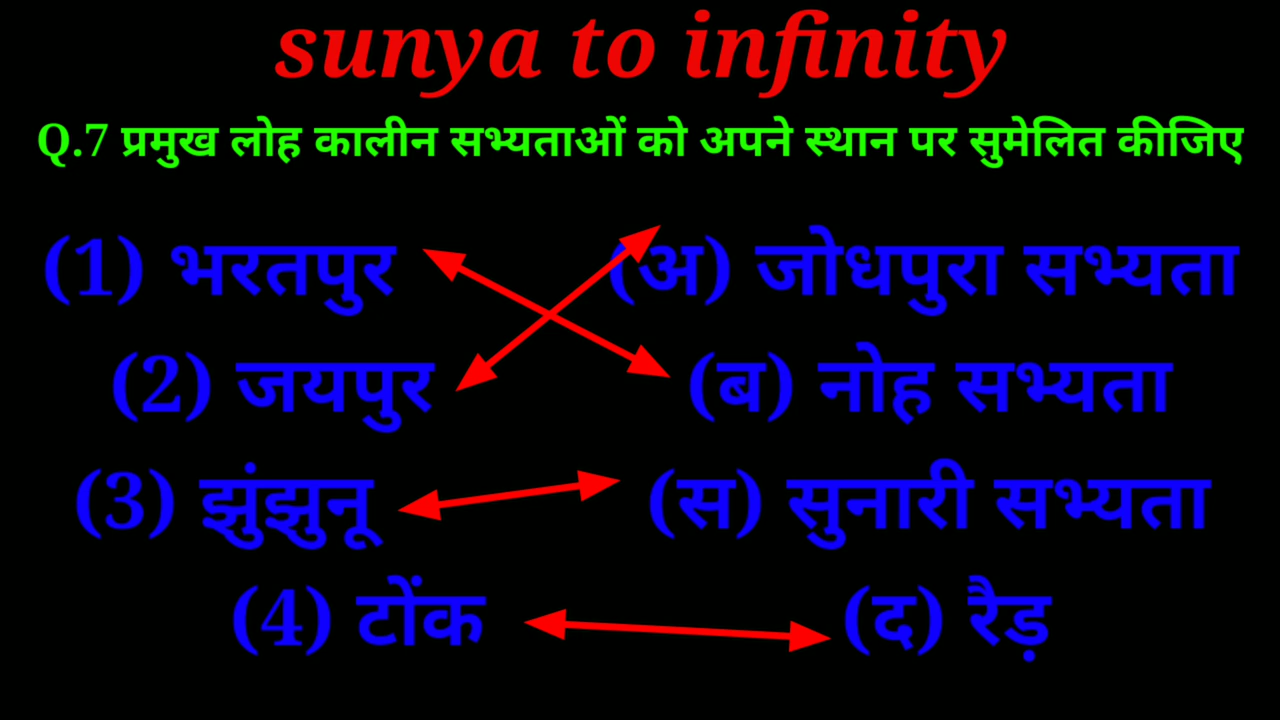 sunya to infinity
Q.7 प्रमुख लोह कालीन सभ्यताओं को अपने स्थान पर सुमेलित कीजिए
(1) भरतपुर (अ) जोधपुरा सभ्यता
(2) जयपुर (ब) नोह सभ्यता
(3) झुंझुनू (स) सुनारी सभ्यता
(4) टोंक (द) रैड़